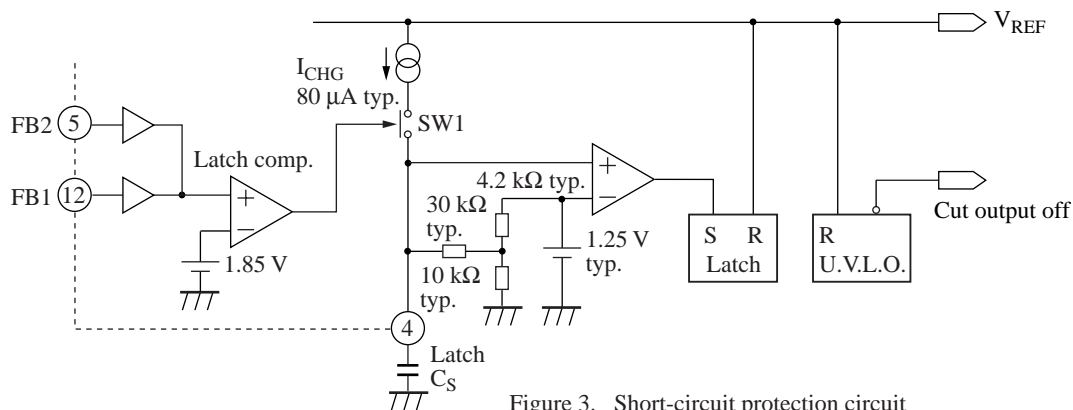 V_REF
I_CHG
80 μA typ.
SW1
FB2
5
Latch comp.
FB1
12
+
−
1.85 V
4.2 kΩ typ.
+
−
30 kΩ
typ.
10 kΩ
typ.
1.25 V
typ.
S R
Latch
R
U.V.L.O.
Cut output off
4
Latch
C_S
Figure 3. Short-circuit protection circuit